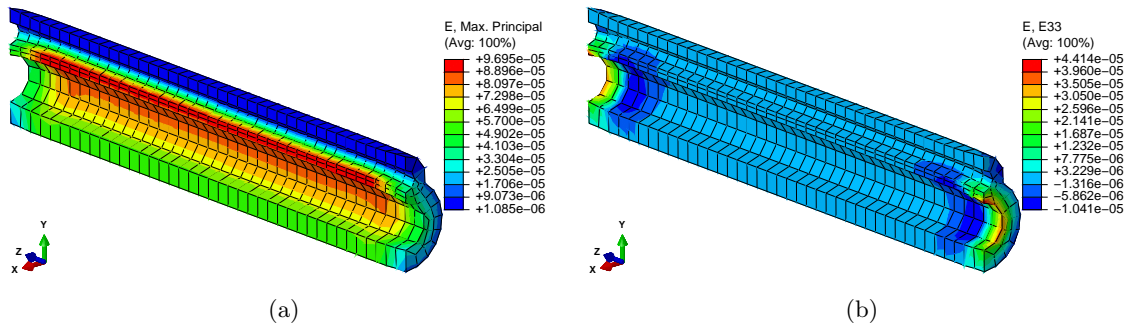 E, Max. Principal
(Avg: 100%)
+9.695e−05
+8.896e−05
+8.097e−05
+7.298e−05
+6.499e−05
+5.700e−05
+4.902e−05
+4.103e−05
+3.304e−05
+2.505e−05
+1.706e−05
+9.073e−06
+1.085e−06
Y
Z
X
(a)
E, E33
(Avg: 100%)
+4.414e−05
+3.960e−05
+3.505e−05
+3.050e−05
+2.596e−05
+2.141e−05
+1.687e−05
+1.232e−05
+7.775e−06
+3.229e−06
−1.316e−06
−5.862e−06
−1.041e−05
Y
Z
X
(b)